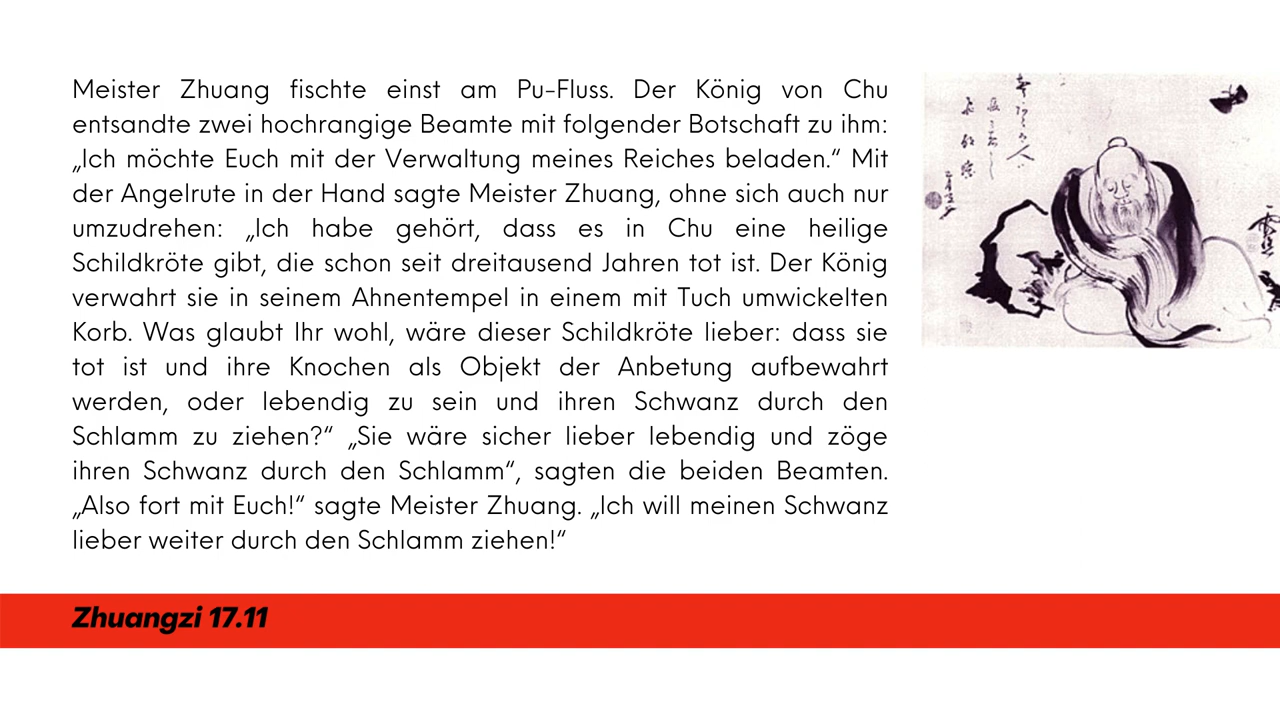 Meister Zhuang fischte einst am Pu-Fluss. Der König von Chu
entsandte zwei hochrangige Beamte mit folgender Botschaft zu ihm:
„Ich möchte Euch mit der Verwaltung meines Reiches beladen.“ Mit
der Angelrute in der Hand sagte Meister Zhuang, ohne sich auch nur
umzudrehen: „Ich habe gehört, dass es in Chu eine heilige
Schildkröte gibt, die schon seit dreitausend Jahren tot ist. Der König
verwahrt sie in seinem Ahnentempel in einem mit Tuch umwickelten
Korb. Was glaubt Ihr wohl, wäre dieser Schildkröte lieber: dass sie
tot ist und ihre Knochen als Objekt der Anbetung aufbewahrt
werden, oder lebendig zu sein und ihren Schwanz durch den
Schlamm zu ziehen?“ „Sie wäre sicher lieber lebendig und zöge
ihren Schwanz durch den Schlamm“, sagten die beiden Beamten.
„Also fort mit Euch!“ sagte Meister Zhuang. „Ich will meinen Schwanz
lieber weiter durch den Schlamm ziehen!“
Zhuangzi 17.11